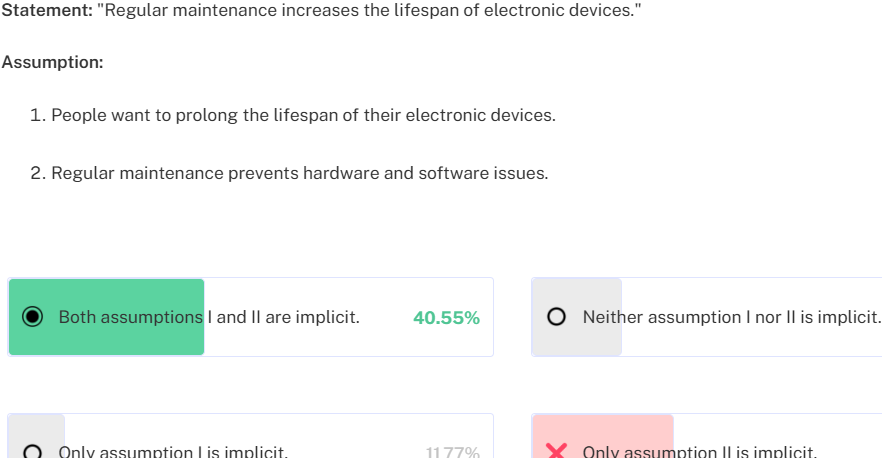 Statement: "Regular maintenance increases the lifespan of electronic devices."
Assumption:
1. People want to prolong the lifespan of their electronic devices.
2. Regular maintenance prevents hardware and software issues.
Both assumptions I and II are implicit. 40.55%
Neither assumption I nor II is implicit.
Only assumption I is implicit. 11.77%
Only assumption II is implicit.